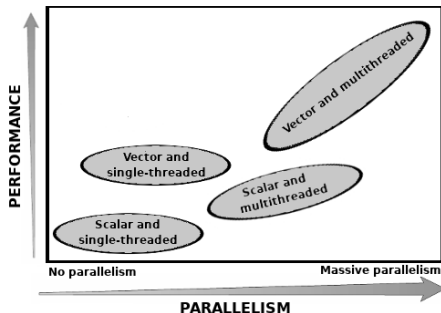 PERFORMANCE
Vector and multithreaded
Vector and
single-threaded
Scalar and
multithreaded
Scalar and
single-threaded
No parallelism
Massive parallelism
PARALLELISM